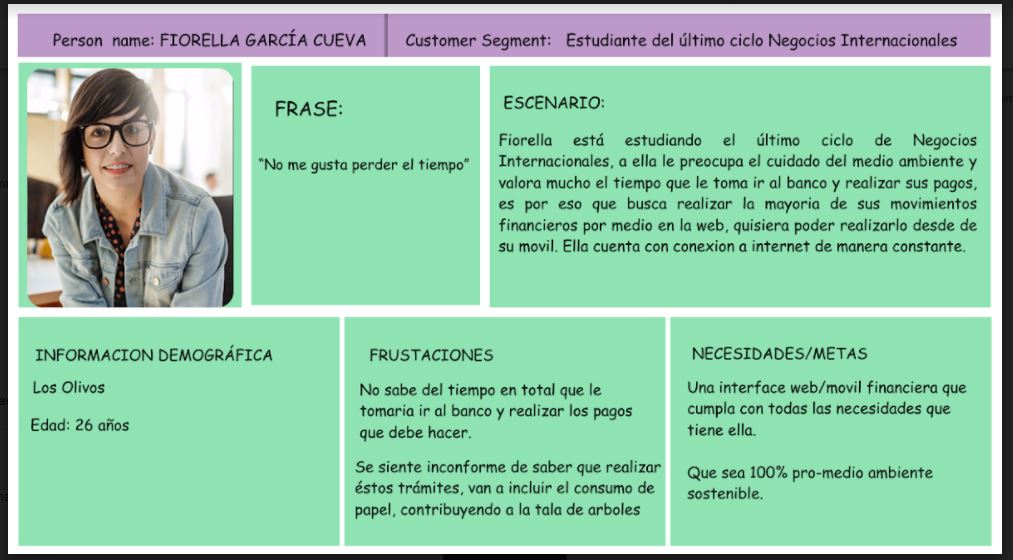 Person name: FIORELLA GARCÍA CUEVA
Customer Segment: Estudiante del último ciclo Negocios Internacionales
FRASE:
“No me gusta perder el tiempo”
ESCENARIO:
Fiorella está estudiando el último ciclo de Negocios
Internacionales, a ella le preocupa el cuidado del medio ambiente y
valora mucho el tiempo que le toma ir al banco y realizar sus pagos,
es por eso que busca realizar la mayoria de sus movimientos
financieros por medio en la web, quisiera poder realizarlo desde de
su movil. Ella cuenta con conexion a internet de manera constante.
INFORMACION DEMOGRÁFICA
Los Olivos
Edad: 26 años
FRUSTACIONES
No sabe del tiempo en total que le
tomaria ir al banco y realizar los pagos
que debe hacer.
Se siente inconforme de saber que realizar
éstos trámites, van a incluir el consumo de
papel, contribuyendo a la tala de arboles
NECESIDADES/METAS
Una interface web/movil financiera que
cumpla con todas las necesidades que
tiene ella.
Que sea 100% pro-medio ambiente
sostenible.